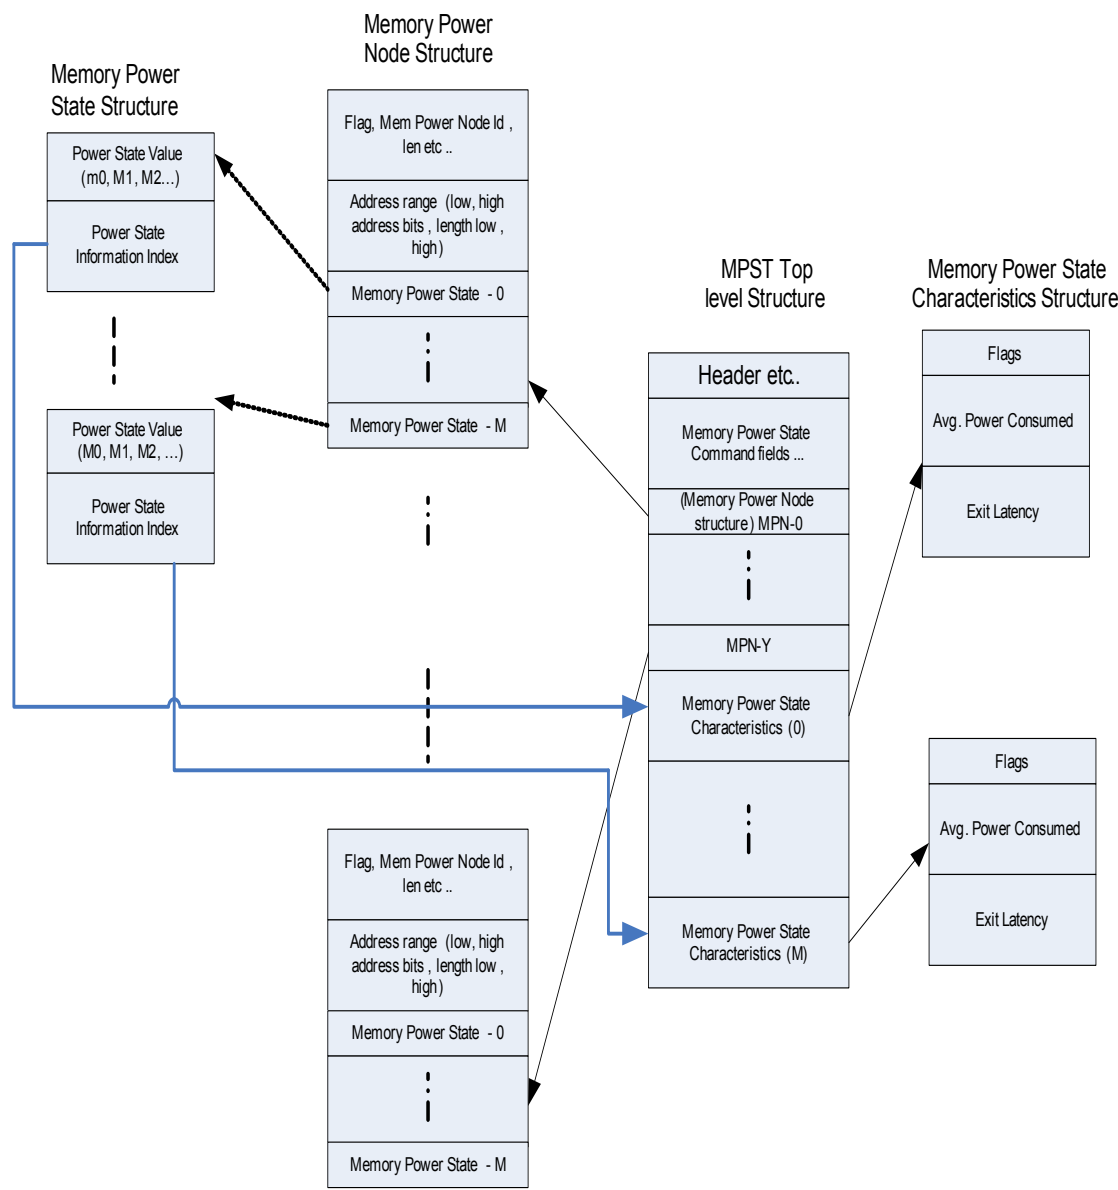 Memory Power
State Structure
Power State Value
(m0, M1, M2...)
Power State
Information Index
Power State Value
(M0, M1, M2, ...)
Power State
Information Index
Memory Power
Node Structure
Flag, Mem Power Node Id ,
len etc ..
Address range (low, high
address bits , length low ,
high)
Memory Power State - 0
Memory Power State - M
Flag, Mem Power Node Id ,
len etc ..
Address range (low, high
address bits , length low ,
high)
Memory Power State - 0
Memory Power State - M
MPST Top
level Structure
Header etc..
Memory Power State
Command fields ...
(Memory Power Node
structure) MPN-0
MPN-Y
Memory Power State
Characteristics (0)
Memory Power State
Characteristics (M)
Memory Power State
Characteristics Structure
Flags
Avg. Power Consumed
Exit Latency
Flags
Avg. Power Consumed
Exit Latency